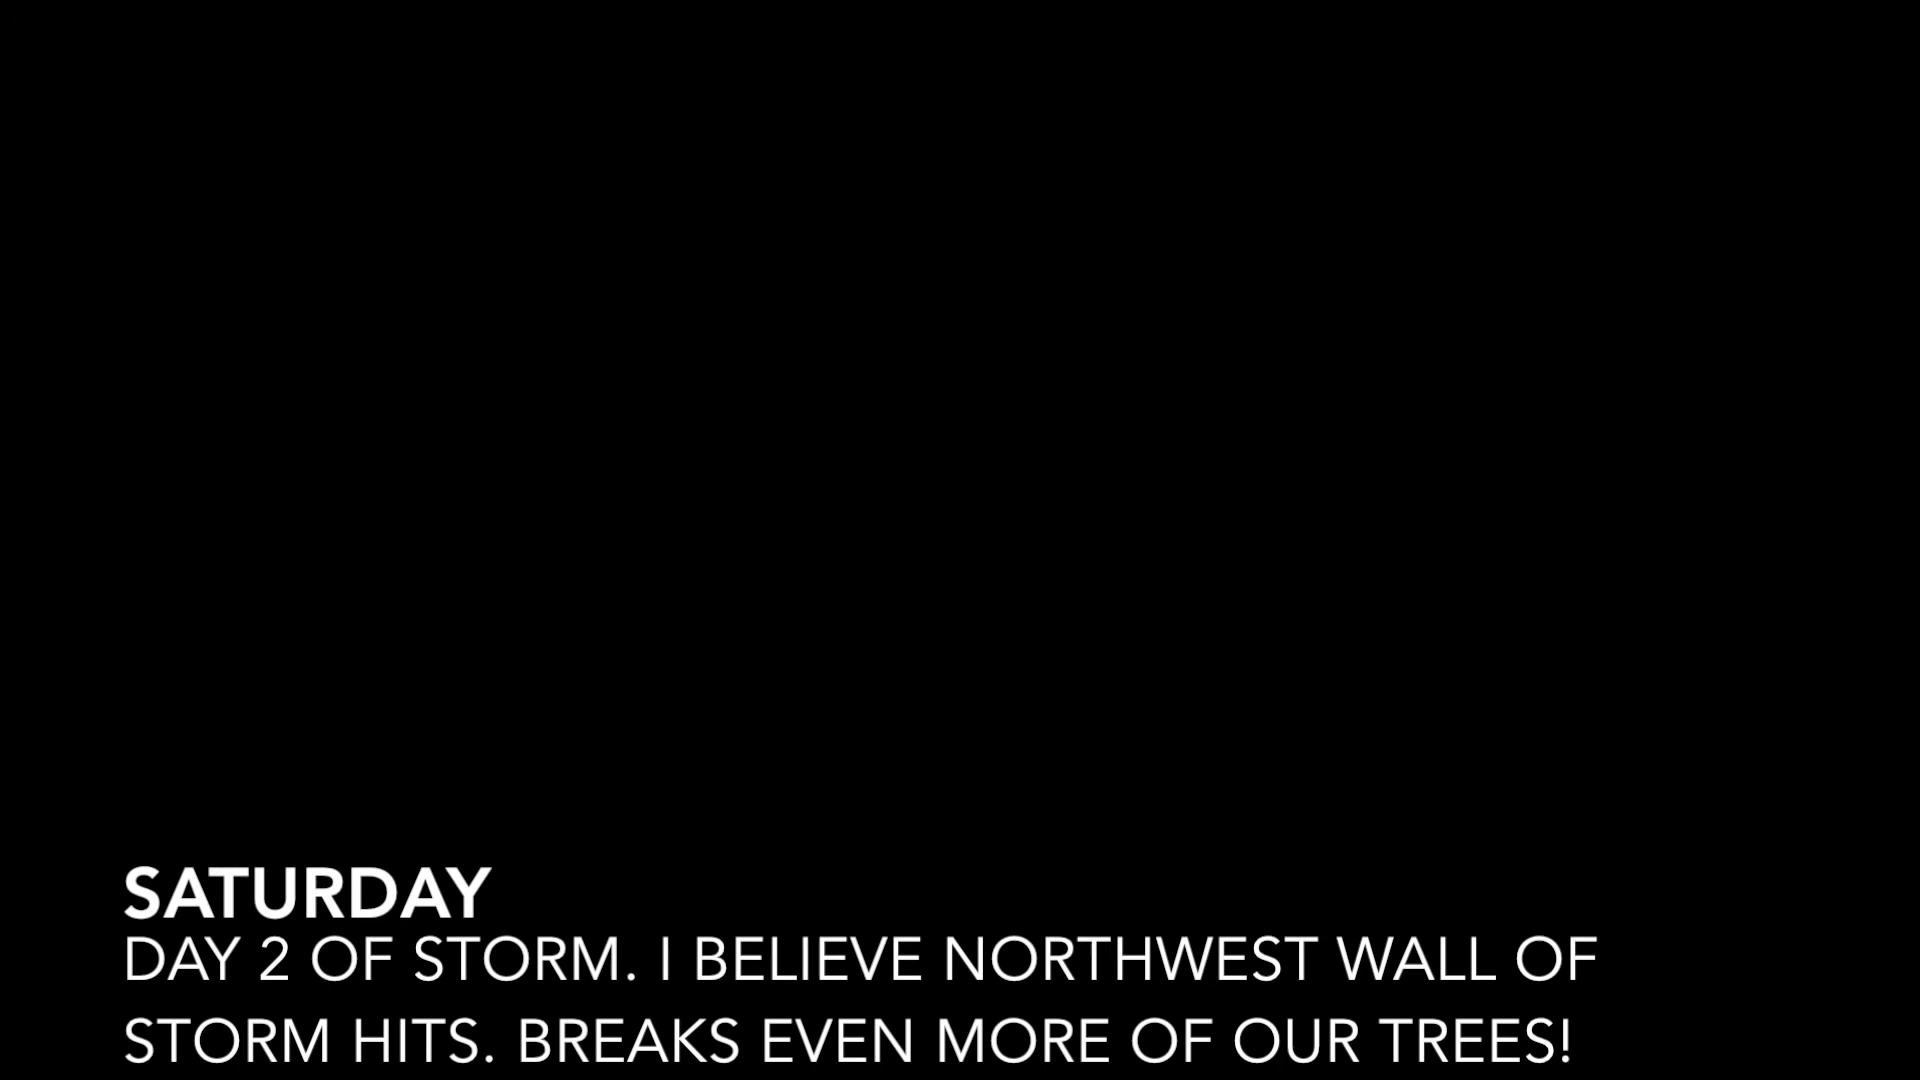 SATURDAY
DAY 2 OF STORM. I BELIEVE NORTHWEST WALL OF
STORM HITS. BREAKS EVEN MORE OF OUR TREES!